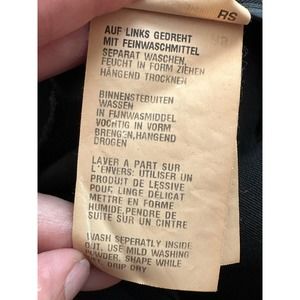 RS
AUF LINKS GEDREHT
MIT FEINWASCHMITTEL
SEPARAT WASCHEN,
FEUCHT IN FORM ZIEHEN
HÄNGEND TROCKNEN
BINNENSTEBUITEN
WASSEN
IN FIJNWASMIDDEL
VOCHTIG IN VORM
BRENGEN, HANGEND
DROGEN
LAVER A PART SUR
L'ENVERS: UTILISER UN
PRODUIT DE LESSIVE
POUR LINGE DÉLICAT
METTRE EN FORME
HUMIDE, PENDRE DE
SUITE SUR UN CINTRE
WASH SEPERATLY INSIDE
OUT, USE MILD WASHING
POWDER, SHAPE WHILE
DRIP DRY